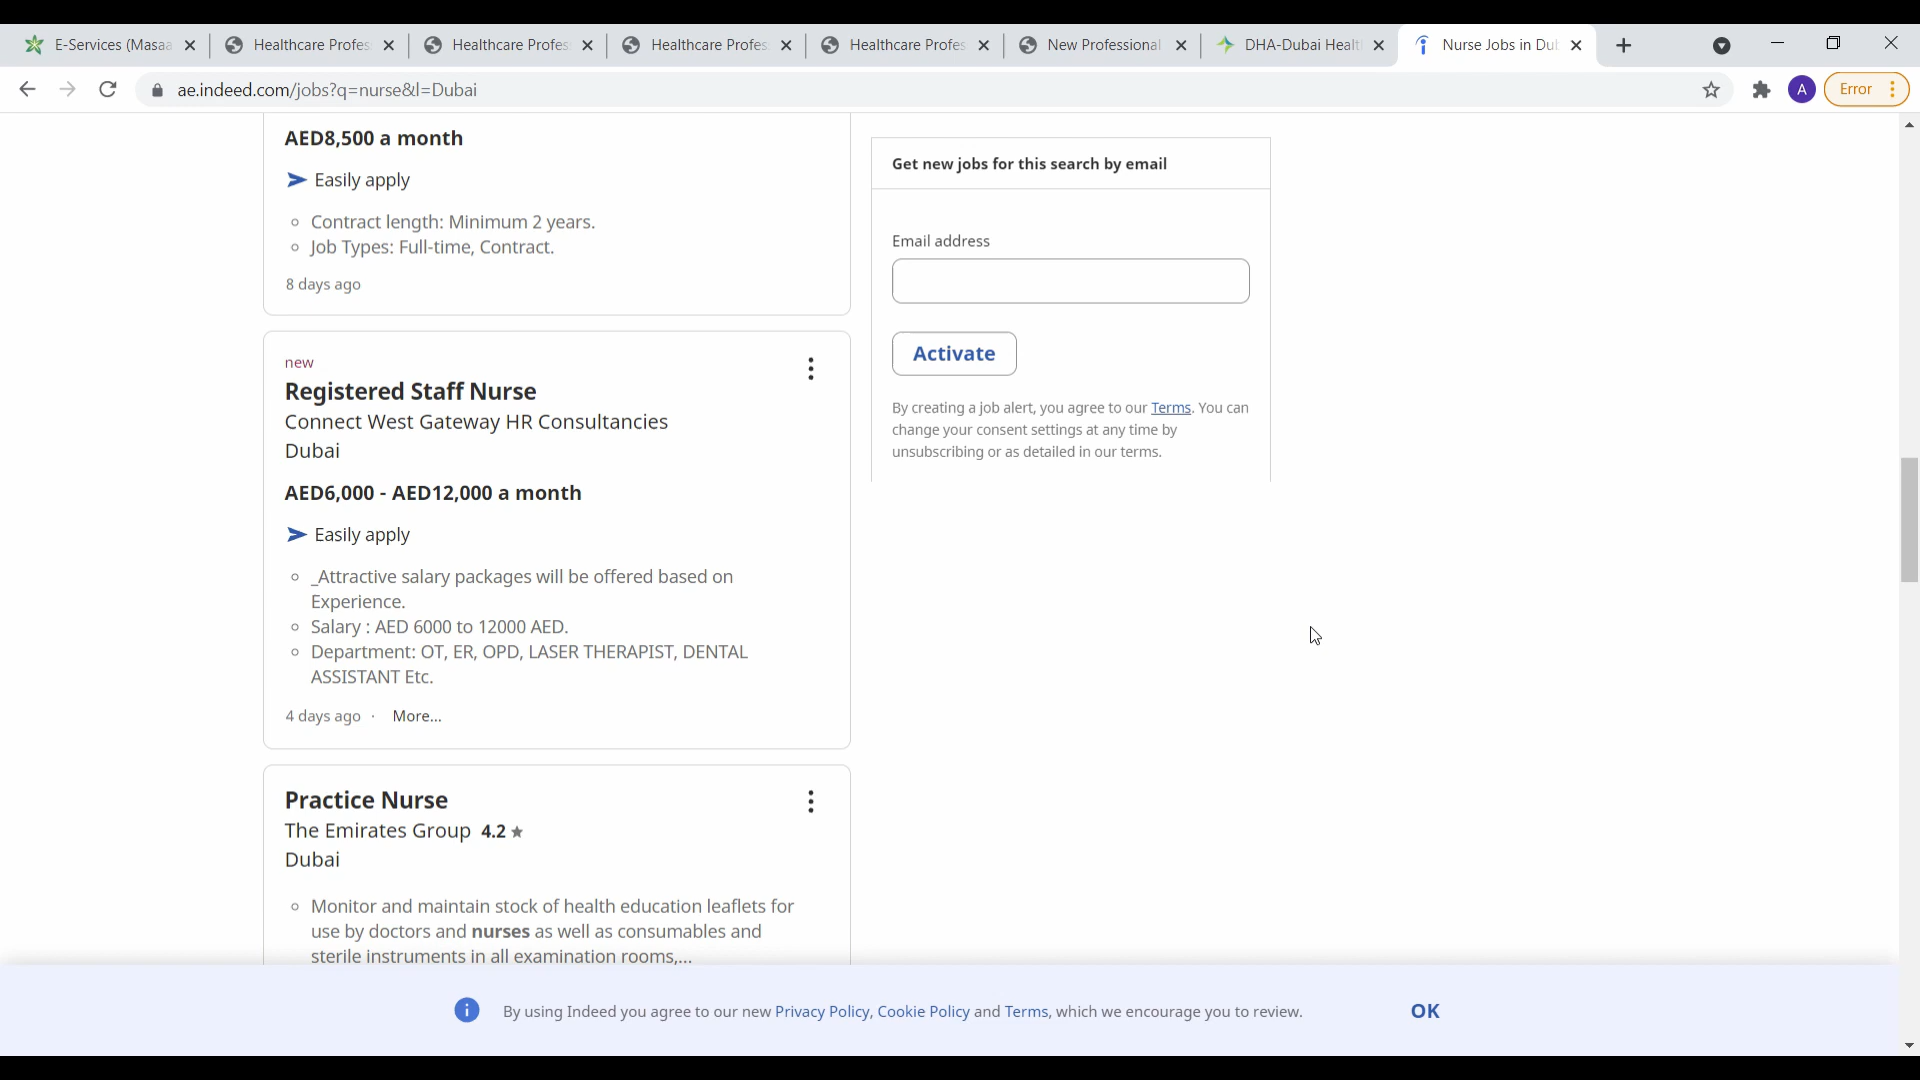 E-Services (Masaa
Healthcare Profes
Healthcare Profes
Healthcare Profes
Healthcare Profes
New Professional
DHA-Dubai Healt
Nurse Jobs in Dub
ae.indeed.com/jobs?q=nurse&l=Dubai
A
Error
AED8,500 a month
Easily apply
Contract length: Minimum 2 years.
Job Types: Full-time, Contract.
8 days ago
new
Registered Staff Nurse
Connect West Gateway HR Consultancies
Dubai
AED6,000 - AED12,000 a month
Easily apply
_Attractive salary packages will be offered based on
Experience.
Salary : AED 6000 to 12000 AED.
Department: OT, ER, OPD, LASER THERAPIST, DENTAL
ASSISTANT Etc.
4 days ago · More...
Practice Nurse
The Emirates Group 4.2
Dubai
Monitor and maintain stock of health education leaflets for
use by doctors and nurses as well as consumables and
sterile instruments in all examination rooms,...
Get new jobs for this search by email
Email address
Activate
By creating a job alert, you agree to our Terms. You can
change your consent settings at any time by
unsubscribing or as detailed in our terms.
By using Indeed you agree to our new Privacy Policy, Cookie Policy and Terms, which we encourage you to review.
OK